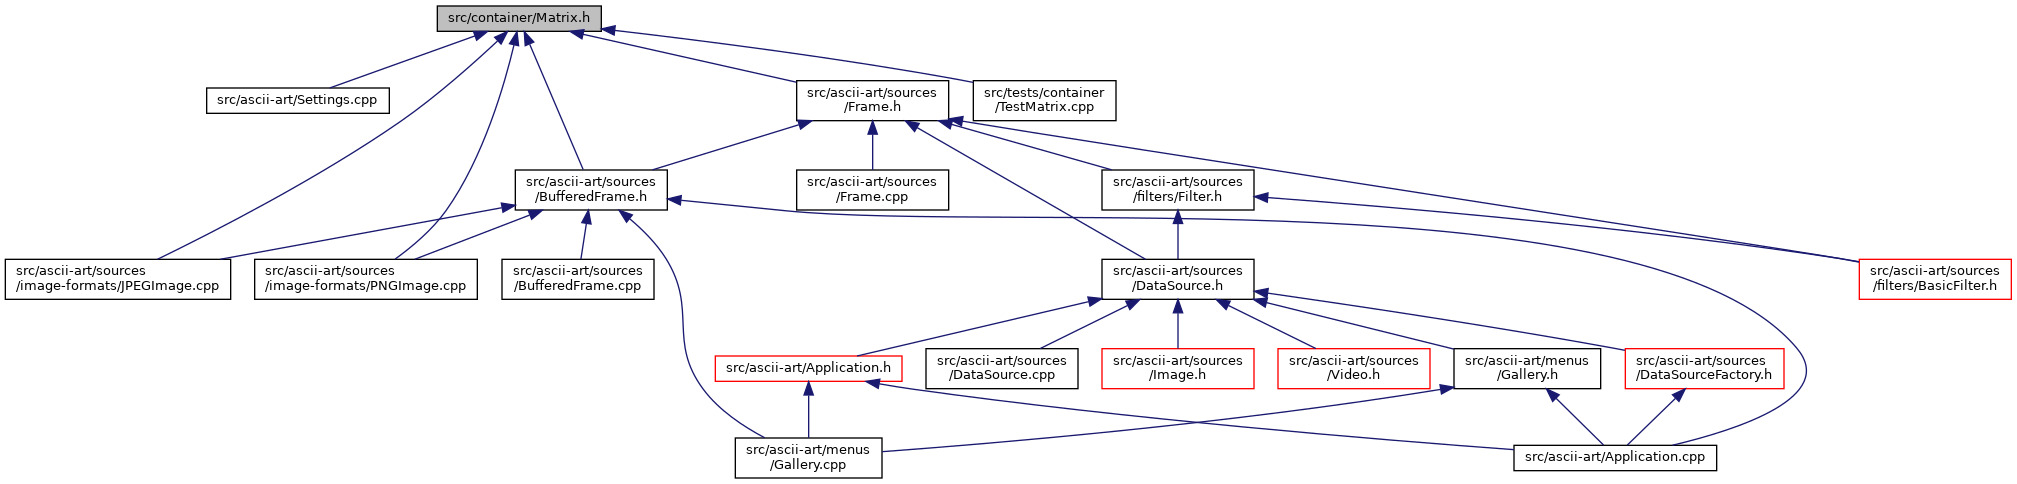 src/container/Matrix.h
src/ascii-art/Settings.cpp
src/ascii-art/sources
/Frame.h
src/tests/container
/TestMatrix.cpp
src/ascii-art/sources
/BufferedFrame.h
src/ascii-art/sources
/Frame.cpp
src/ascii-art/sources
/filters/Filter.h
src/ascii-art/sources
/image-formats/JPEGImage.cpp
src/ascii-art/sources
/image-formats/PNGImage.cpp
src/ascii-art/sources
/BufferedFrame.cpp
src/ascii-art/sources
/DataSource.h
src/ascii-art/sources
/filters/BasicFilter.h
src/ascii-art/Application.h
src/ascii-art/sources
/DataSource.cpp
src/ascii-art/sources
/Image.h
src/ascii-art/sources
/Video.h
src/ascii-art/menus
/Gallery.h
src/ascii-art/sources
/DataSourceFactory.h
src/ascii-art/menus
/Gallery.cpp
src/ascii-art/Application.cpp